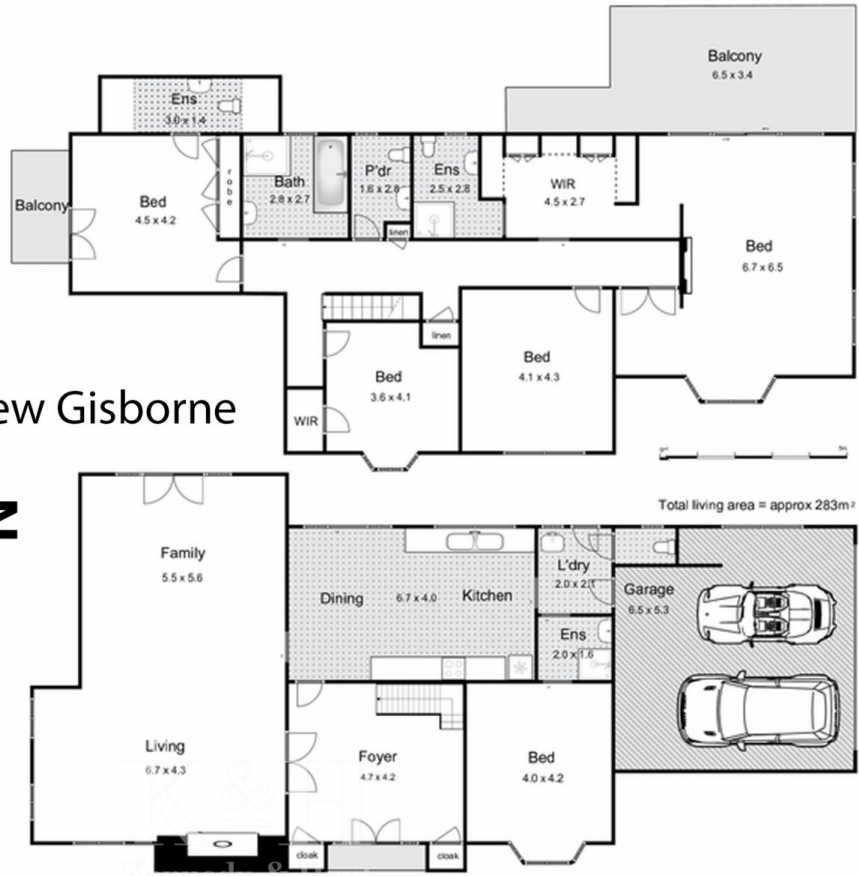 Balcony
6.5 x 3.4
Ens
3.0 x 1.4
Balcony
Bed
4.5 x 4.2
robe
Bath
2.8 x 2.7
P'dr
1.6 x 2.8
linen
Ens
2.5 x 2.8
WIR
4.5 x 2.7
Bed
6.7 x 6.5
linen
Bed
3.6 x 4.1
WIR
Bed
4.1 x 4.3
ew Gisborne
0m
5m
Total living area = approx 283m²
Family
5.5 x 5.6
Dining
6.7 x 4.0
Kitchen
L'dry
2.0 x 2.1
Garage
6.5 x 5.3
Ens
2.0 x 1.6
Living
6.7 x 4.3
Foyer
4.7 x 4.2
Bed
4.0 x 4.2
cloak
cloak
K & H